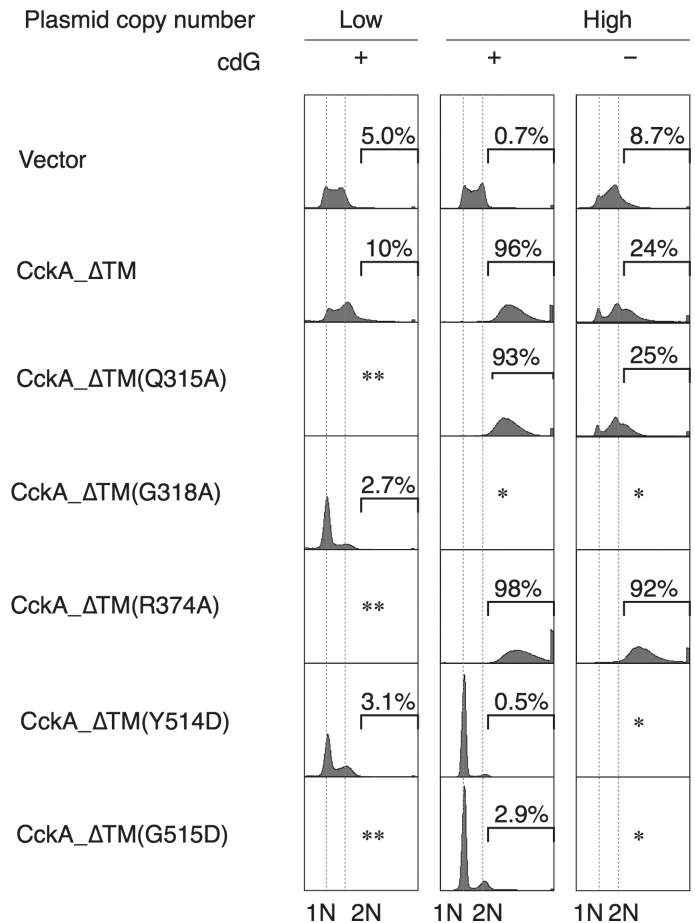 Plasmid copy number Low High
cdG + + −
Vector 5.0% 0.7% 8.7%
CckA_ΔTM 10% 96% 24%
CckA_ΔTM(Q315A) ** 93% 25%
CckA_ΔTM(G318A) 2.7% * *
CckA_ΔTM(R374A) ** 98% 92%
CckA_ΔTM(Y514D) 3.1% 0.5% *
CckA_ΔTM(G515D) ** 2.9% *
1N 2N 1N 2N 1N 2N